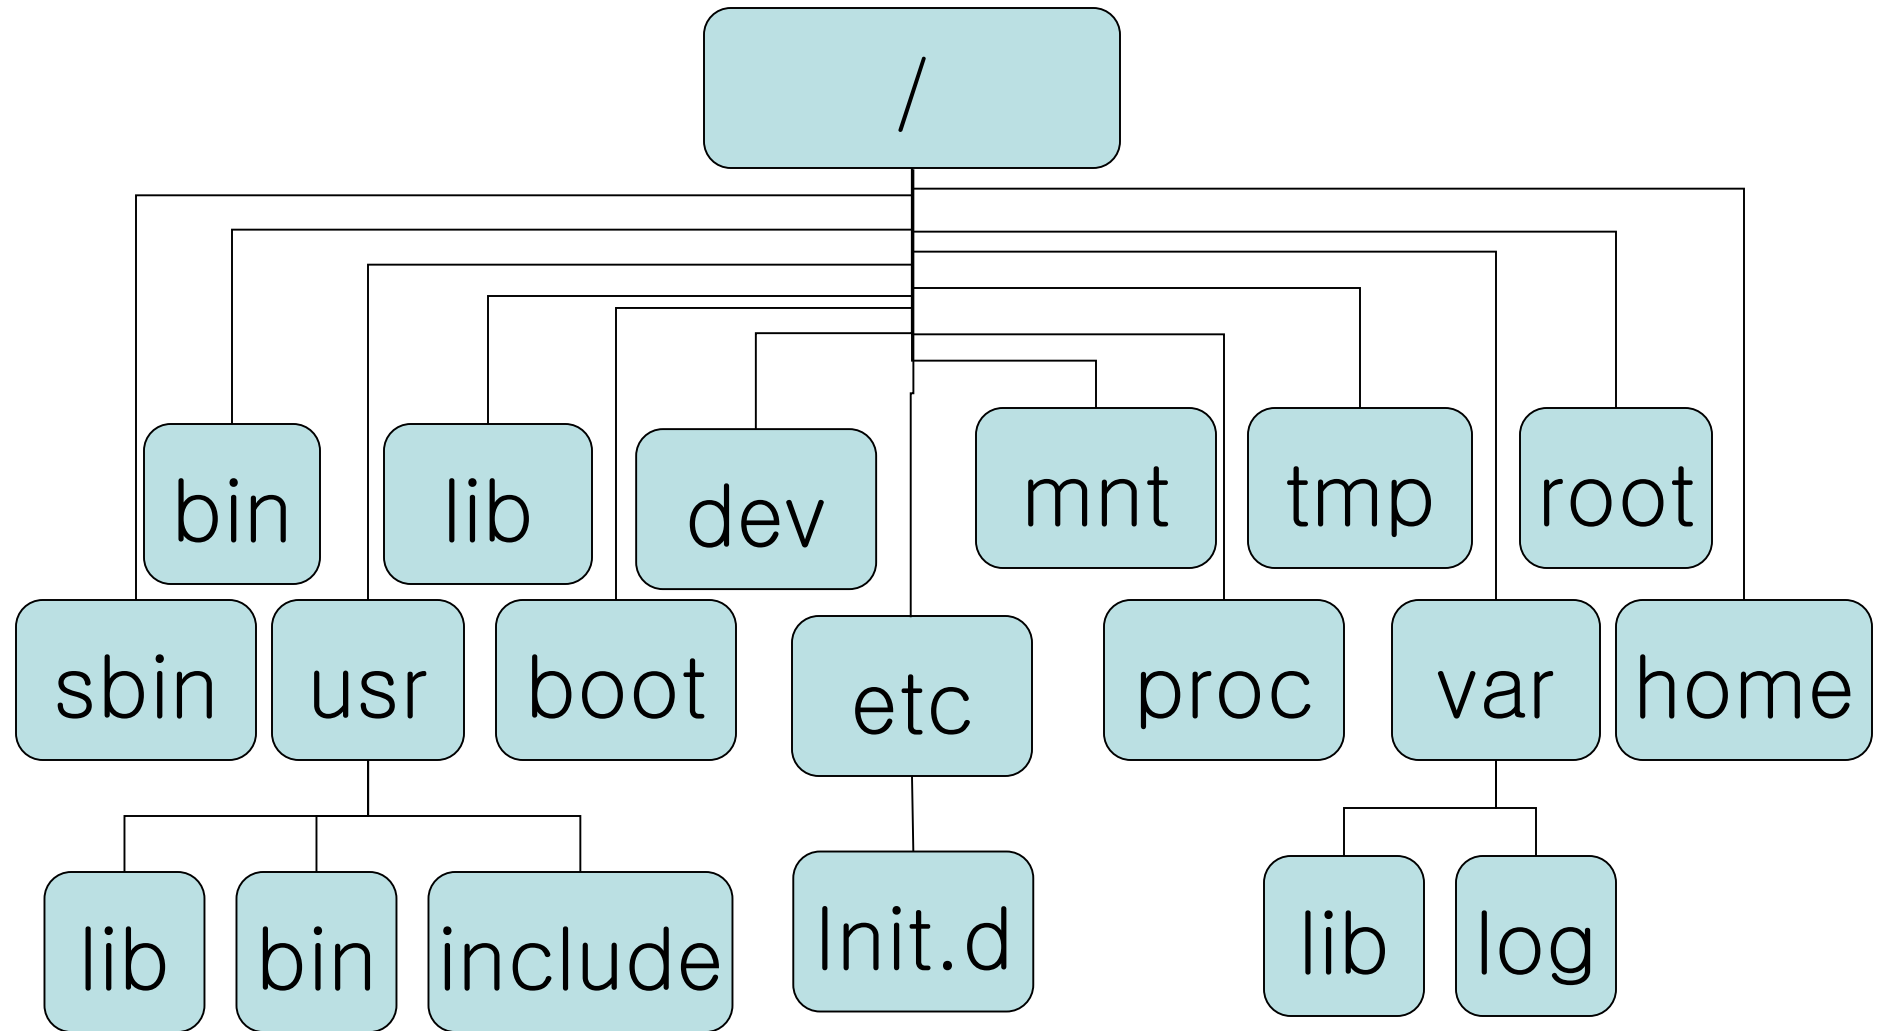 /
bin
lib
dev
mnt
tmp
root
sbin
usr
boot
etc
proc
var
home
lib
bin
include
Init.d
lib
log